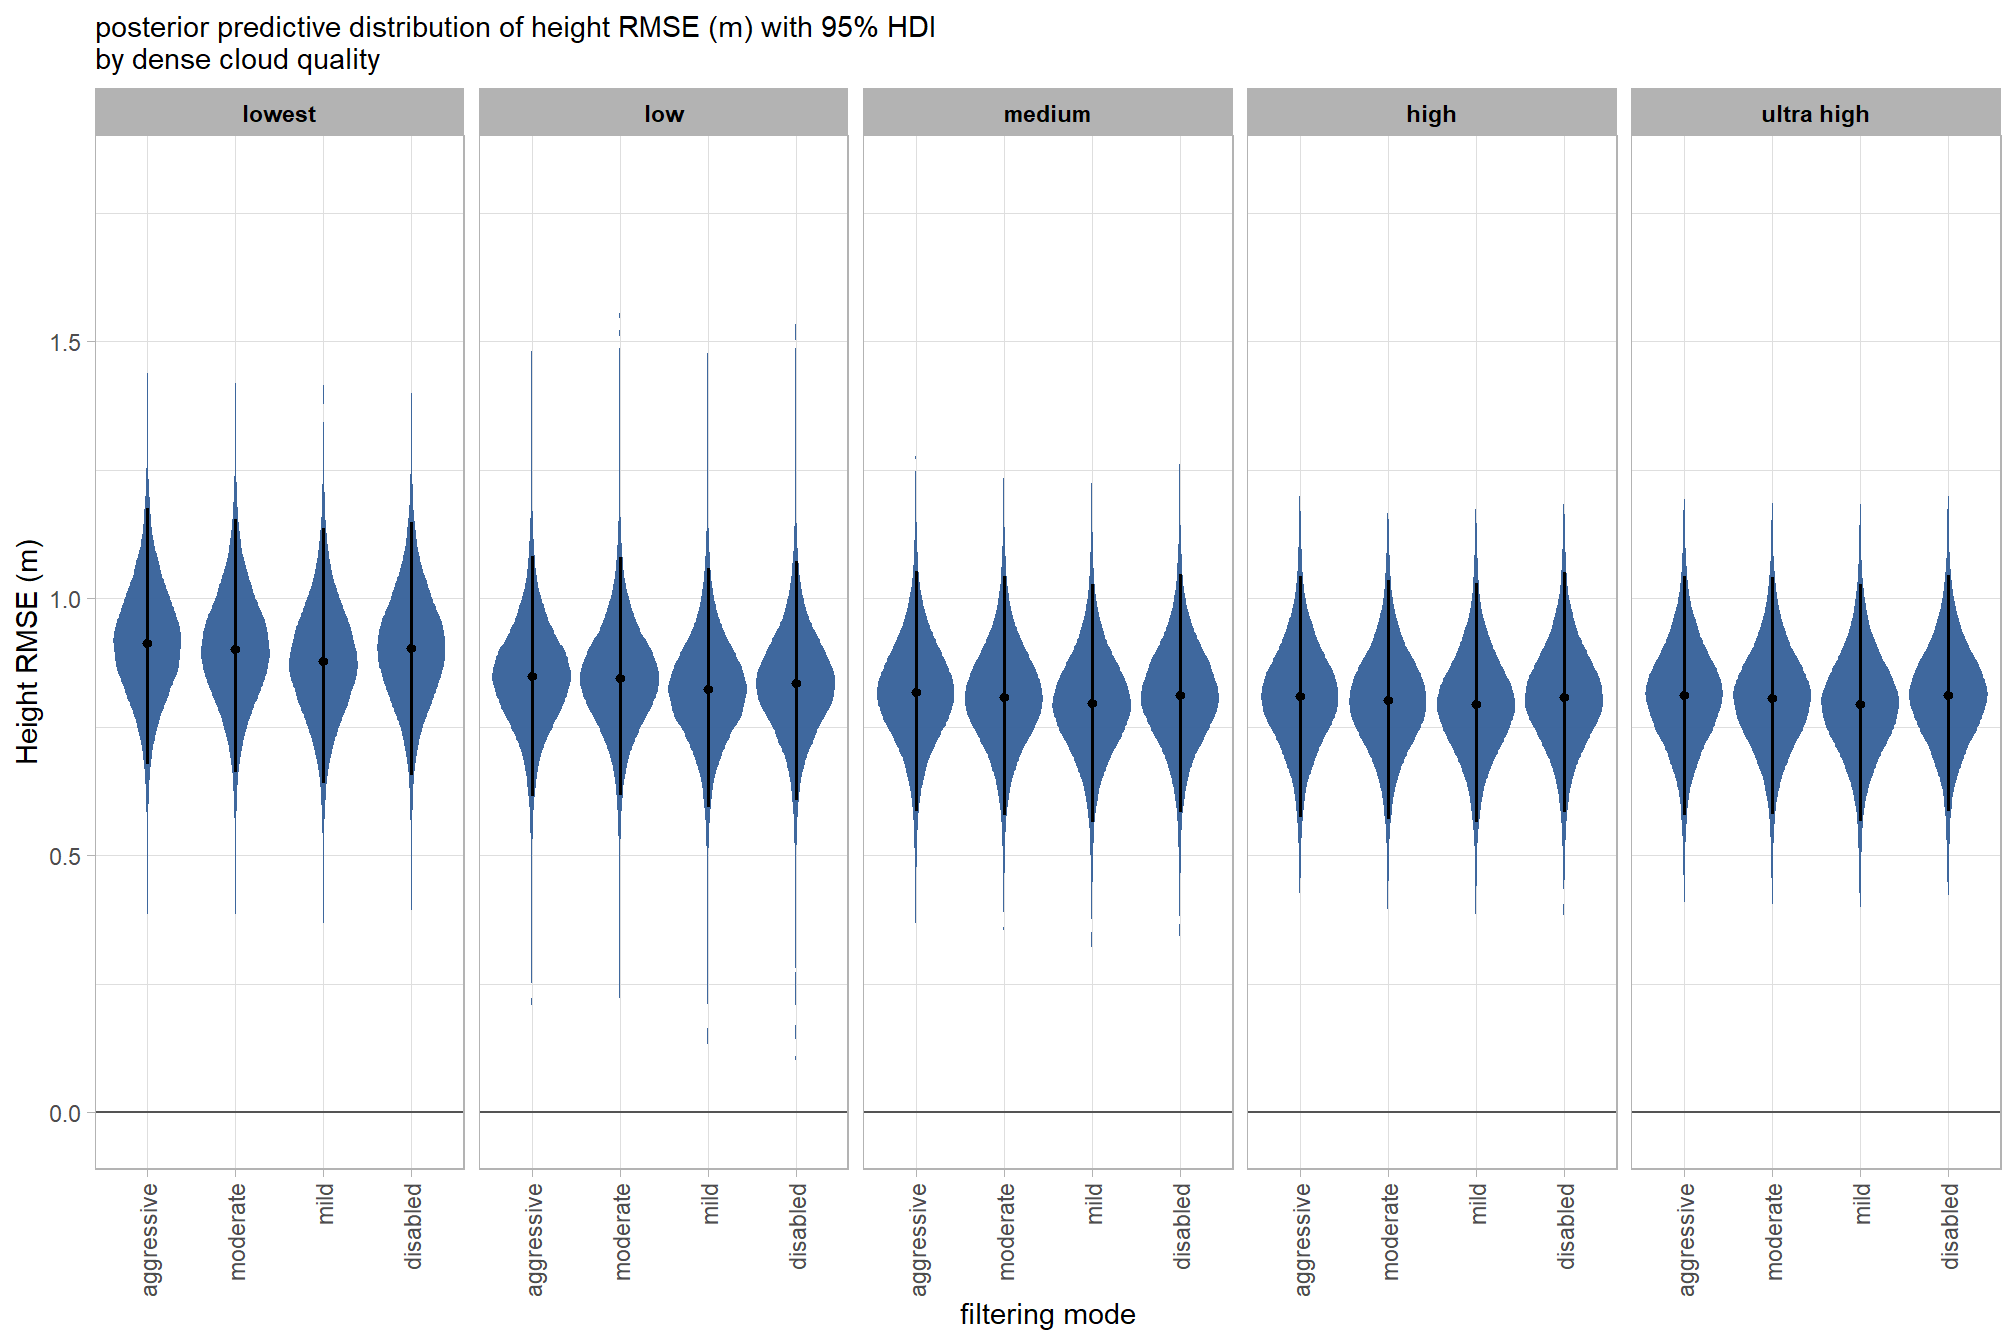 posterior predictive distribution of height RMSE (m) with 95% HDI
by dense cloud quality
lowest
low
medium
high
ultra high
Height RMSE (m)
1.5
1.0
0.5
0.0
aggressive
moderate
mild
disabled
aggressive
moderate
mild
disabled
aggressive
moderate
mild
disabled
aggressive
moderate
mild
disabled
aggressive
moderate
mild
disabled
filtering mode